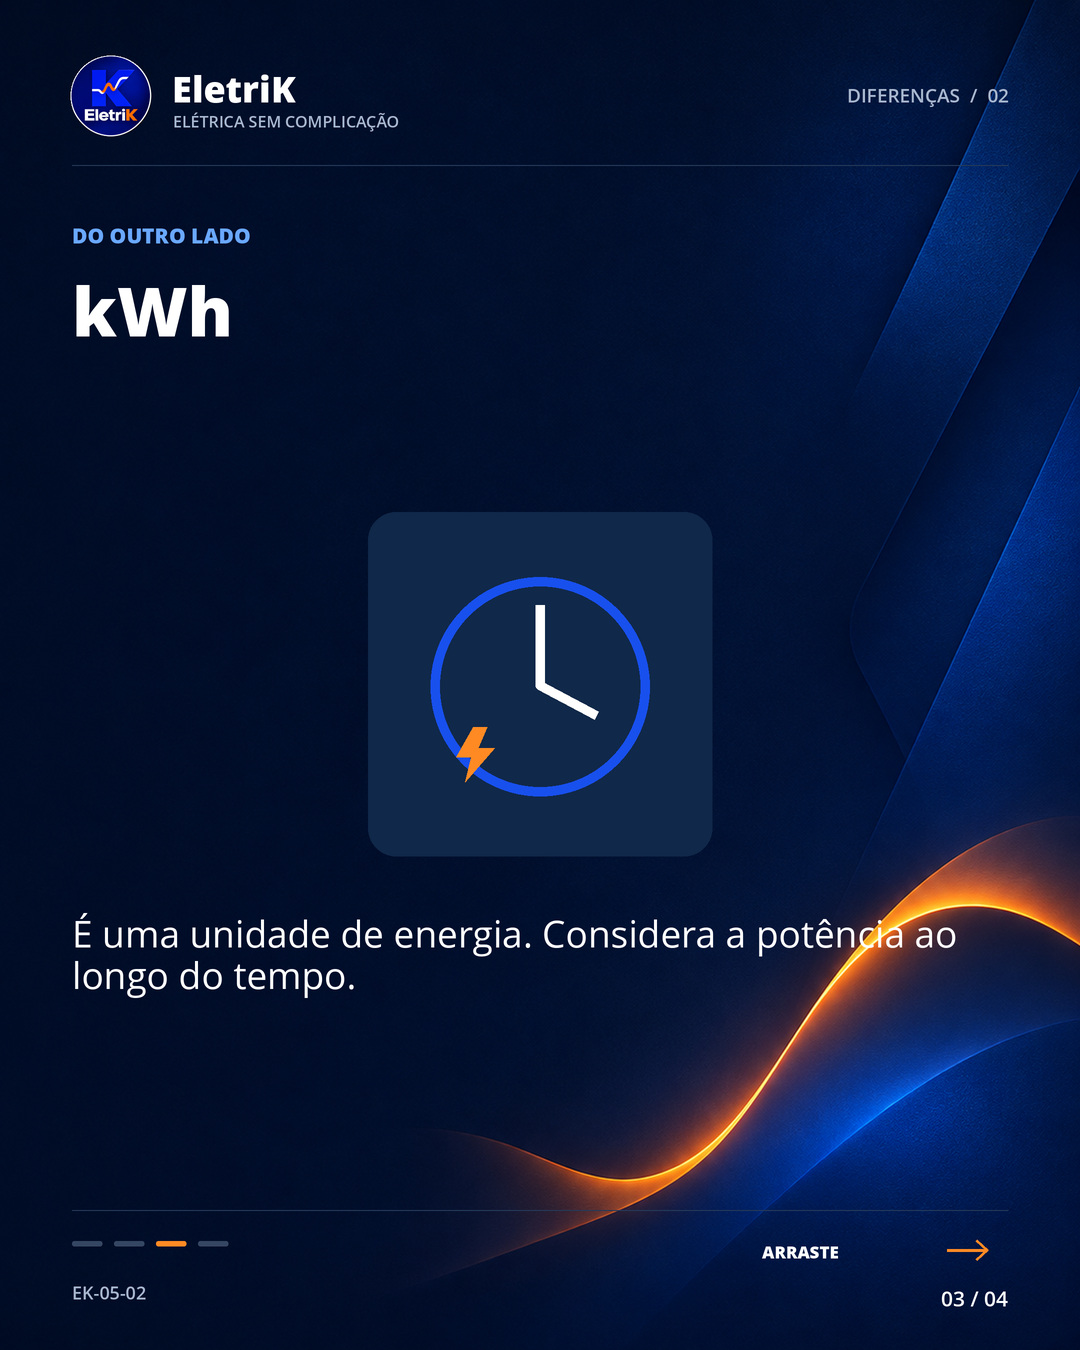 EletriK
EletriK
ELÉTRICA SEM COMPLICAÇÃO
DIFERENÇAS / 02
DO OUTRO LADO
kWh
É uma unidade de energia. Considera a potência ao
longo do tempo.
ARRASTE
EK-05-02
03 / 04